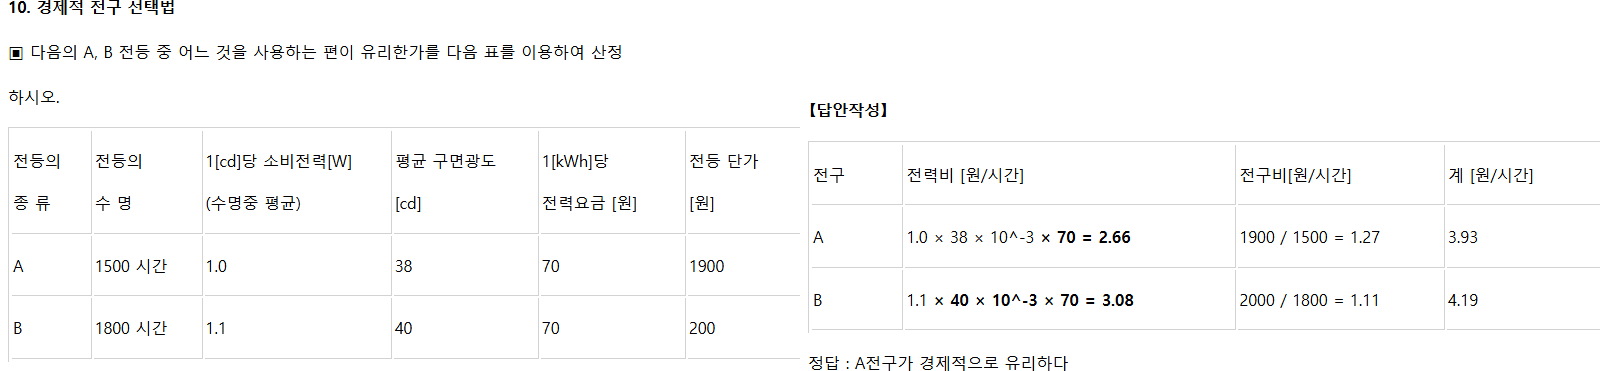 10. 경제적 전구 선택법
▣ 다음의 A, B 전등 중 어느 것을 사용하는 편이 유리한가를 다음 표를 이용하여 산정
하시오.
전등의 종 류 전등의 수 명 1[cd]당 소비전력[W] (수명중 평균) 평균 구면광도 [cd] 1[kWh]당 전력요금 [원] 전등 단가 [원]
A 1500 시간 1.0 38 70 1900
B 1800 시간 1.1 40 70 200
【답안작성】
전구 전력비 [원/시간] 전구비[원/시간] 계 [원/시간]
A 1.0 × 38 × 10^-3 × 70 = 2.66 1900 / 1500 = 1.27 3.93
B 1.1 × 40 × 10^-3 × 70 = 3.08 2000 / 1800 = 1.11 4.19
정답 : A전구가 경제적으로 유리하다